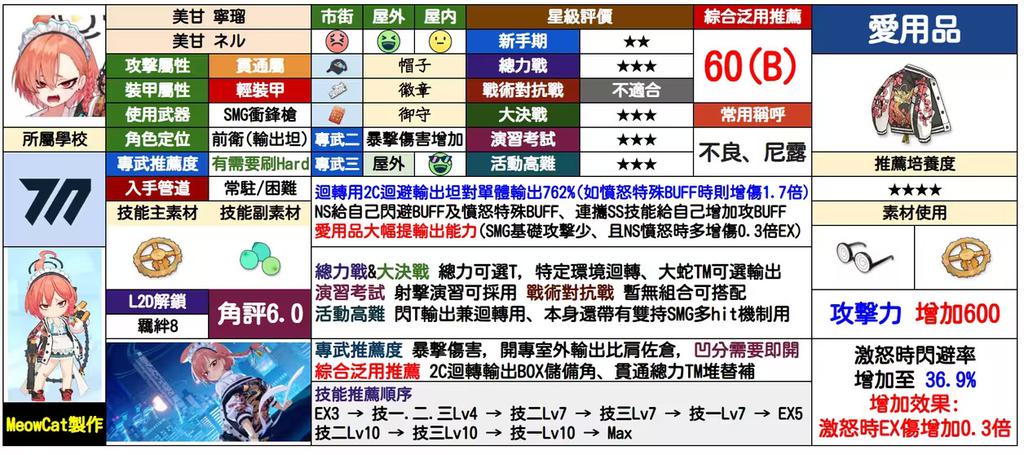 美甘 寧瑠
美甘 ネル
攻擊屬性
貫通屬
裝甲屬性
輕裝甲
使用武器
SMG衝鋒槍
所屬學校
角色定位
前衛(輸出坦)
專武推薦度
有需要刷Hard
入手管道
常駐/困難
技能主素材
技能副素材
L2D解鎖
羈絆8
角評6.0
MeowCat製作
市街
屋外
屋內
帽子
徽章
御守
專武二
暴擊傷害增加
專武三
屋外
星級評價
新手期
★★
總力戰
★★★
戰術對抗戰
不適合
大決戰
★★★
演習考試
★★★
活動高難
★★★
綜合泛用推薦
60(B)
常用稱呼
不良、尼露
迴轉用2C迴避輸出坦對單體輸出762%(如憤怒特殊BUFF時則增傷1.7倍)
NS給自己閃避BUFF及憤怒特殊BUFF、連攜SS技能給自己增加攻BUFF
愛用品大幅提輸出能力(SMG基礎攻擊少、且NS憤怒時多增傷0.3倍EX)
總力戰&大決戰 總力可選T，特定環境迴轉、大蛇TM可選輸出
演習考試 射擊演習可採用 戰術對抗戰 暫無組合可搭配
活動高難 閃T輸出兼迴轉用、本身還帶有雙持SMG多hit機制用
專武推薦度 暴擊傷害，開專室外輸出比肩佐倉，凹分需要即開
綜合泛用推薦 2C迴轉輸出BOX儲備角、貫通總力TM堆替補
技能推薦順序
EX3 → 技一.二.三Lv4 → 技二Lv7 → 技三Lv7 → 技一Lv7 → EX5
技二Lv10 → 技三Lv10 → 技一Lv10 → Max
愛用品
推薦培養度
★★★★
素材使用
攻擊力 增加600
激怒時閃避率
增加至 36.9%
增加效果:
激怒時EX傷增加0.3倍